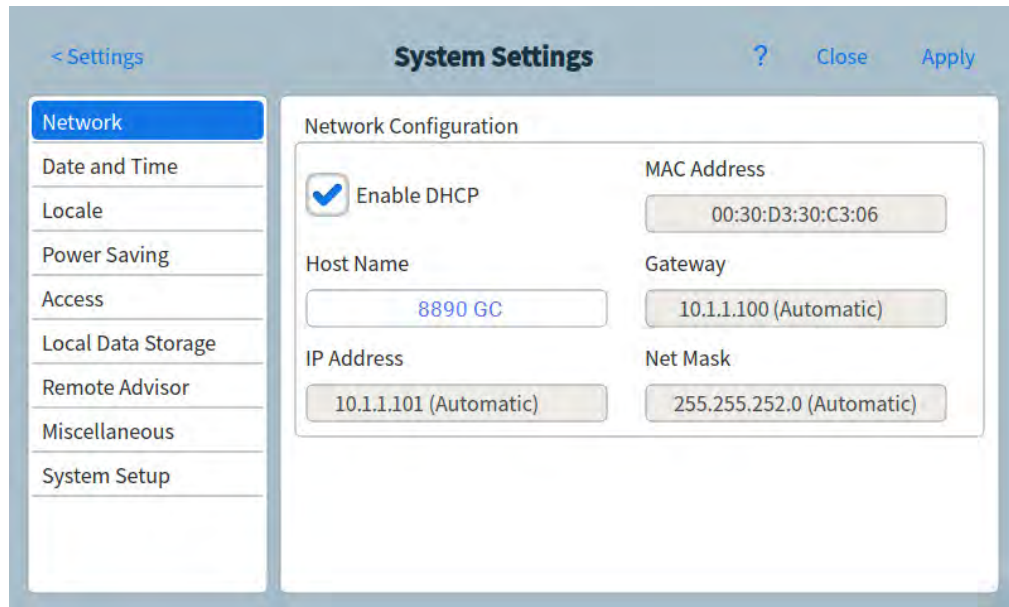 < Settings
System Settings
?
Close
Apply
Network
Date and Time
Locale
Power Saving
Access
Local Data Storage
Remote Advisor
Miscellaneous
System Setup
Network Configuration
Enable DHCP
MAC Address
00:30:D3:30:C3:06
Host Name
8890 GC
Gateway
10.1.1.100 (Automatic)
IP Address
10.1.1.101 (Automatic)
Net Mask
255.255.252.0 (Automatic)